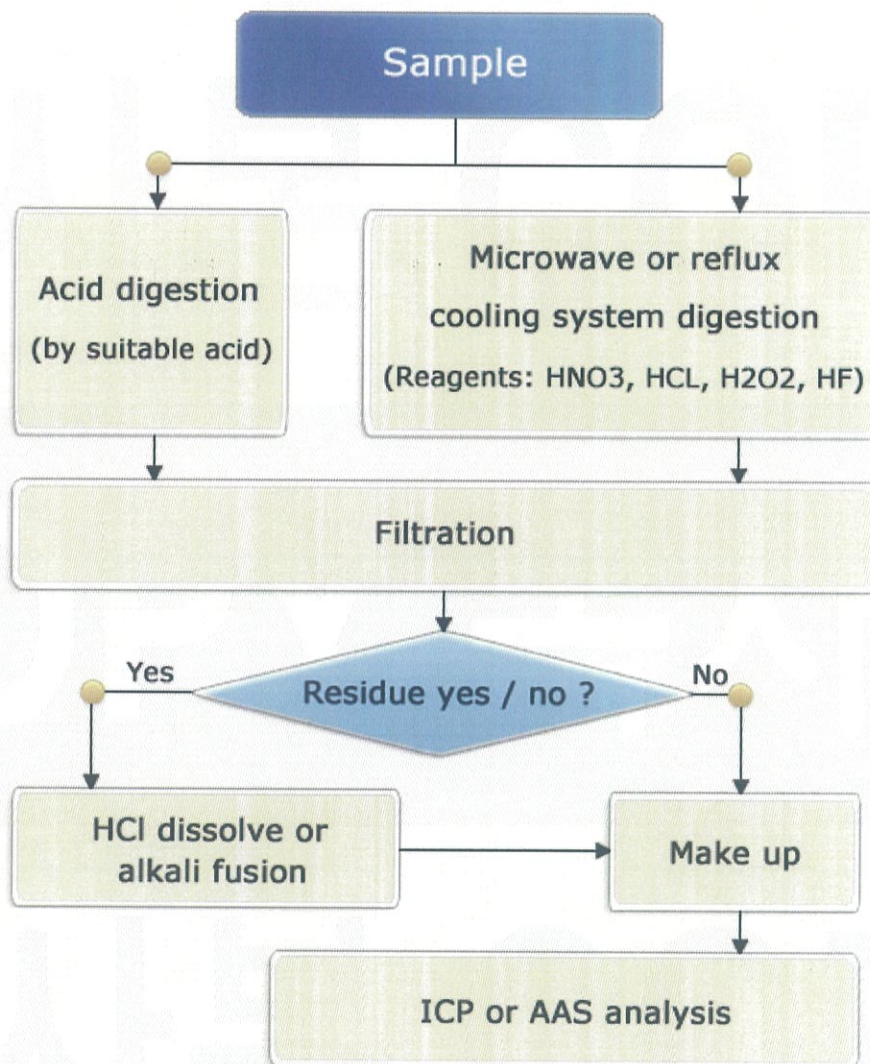 Sample
Acid digestion
(by suitable acid)
Microwave or reflux
cooling system digestion
(Reagents: HNO3, HCL, H2O2, HF)
Filtration
Yes
Residue yes / no ?
No
HCl dissolve or
alkali fusion
Make up
ICP or AAS analysis